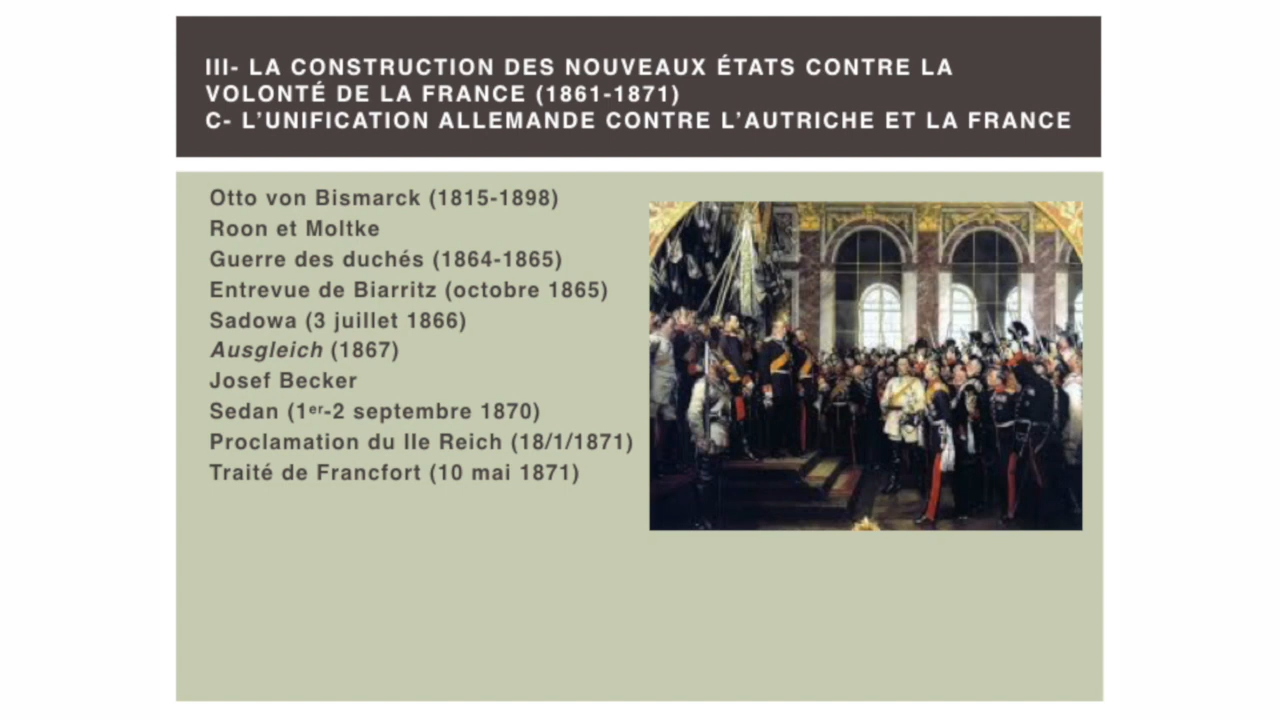 III- LA CONSTRUCTION DES NOUVEAUX ÉTATS CONTRE LA
VOLONTÉ DE LA FRANCE (1861-1871)
C- L’UNIFICATION ALLEMANDE CONTRE L’AUTRICHE ET LA FRANCE
Otto von Bismarck (1815-1898)
Roon et Moltke
Guerre des duchés (1864-1865)
Entrevue de Biarritz (octobre 1865)
Sadowa (3 juillet 1866)
Ausgleich (1867)
Josef Becker
Sedan (1er-2 septembre 1870)
Proclamation du IIe Reich (18/1/1871)
Traité de Francfort (10 mai 1871)